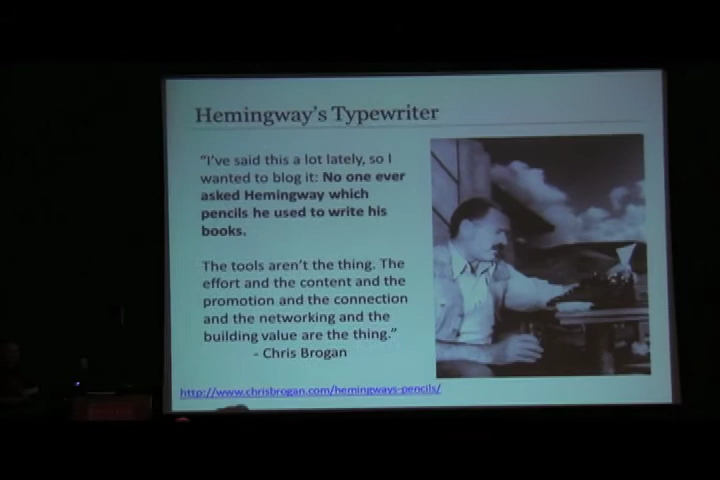 Hemingway's Typewriter
"I've said this a lot lately, so I
wanted to blog it: No one ever
asked Hemingway which
pencils he used to write his
books.
The tools aren't the thing. The
effort and the content and the
promotion and the connection
and the networking and the
building value are the thing."
- Chris Brogan
http://www.chrisbrogan.com/hemingways-pencils/